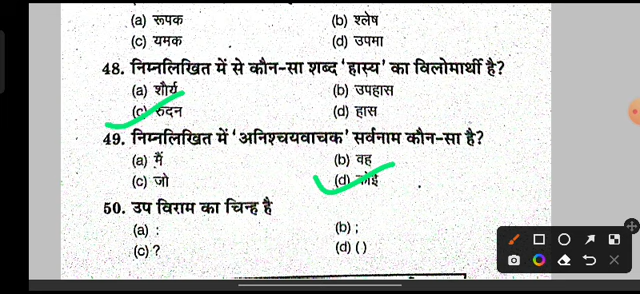 (a) रूपक (b) श्लेष
(c) यमक (d) उपमा
48. निम्नलिखित में से कौन-सा शब्द 'हास्य' का विलोमार्थी है?
(a) शौर्य (b) उपहास
(c) रुदन (d) हास
49. निम्नलिखित में 'अनिश्चयवाचक' सर्वनाम कौन-सा है?
(a) मैं (b) वह
(c) जो (d) कोई
50. उप विराम का चिन्ह है
(a) : (b) ;
(c) ? (d) ()